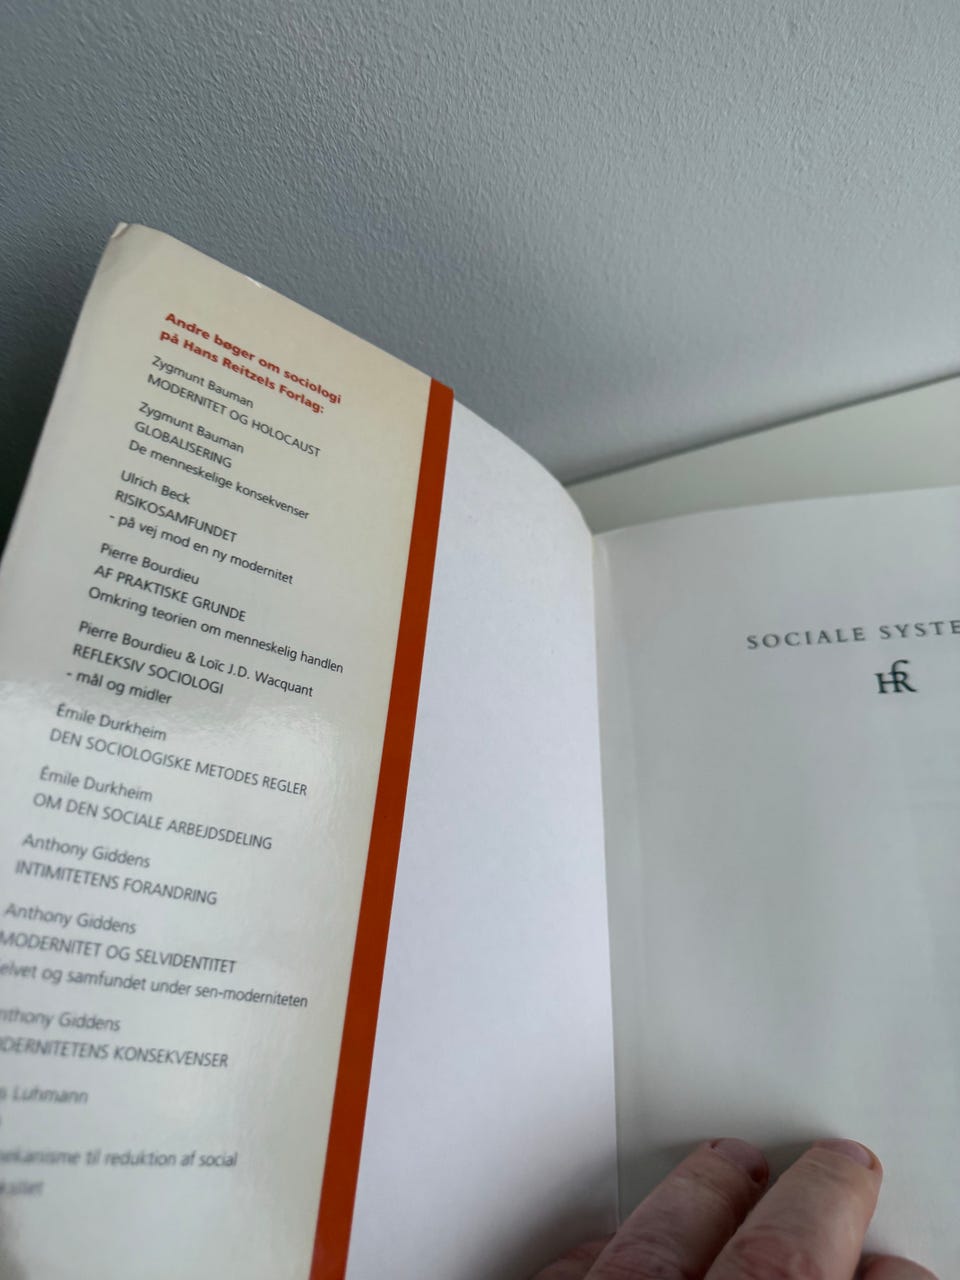 Andre bøger om sociologi
på Hans Reitzels Forlag:
Zygmunt Bauman
MODERNITET OG HOLOCAUST
Zygmunt Bauman
GLOBALISERING
De menneskelige konsekvenser
Ulrich Beck
RISIKOSAMFUNDET
- på vej mod en ny modernitet
Pierre Bourdieu
AF PRAKTISKE GRUNDE
Omkring teorien om menneskelig handlen
Pierre Bourdieu & Loïc J.D. Wacquant
REFLEKSIV SOCIOLOGI
- mål og midler
Émile Durkheim
DEN SOCIOLOGISKE METODES REGLER
Émile Durkheim
OM DEN SOCIALE ARBEJDSDELING
Anthony Giddens
INTIMITETENS FORANDRING
Anthony Giddens
MODERNITET OG SELVIDENTITET
elvet og samfundet under sen-moderniteten
nthony Giddens
DERNITETENS KONSEKVENSER
Luhmann
ekanisme til reduktion af social
SOCIALE SYSTE
HR